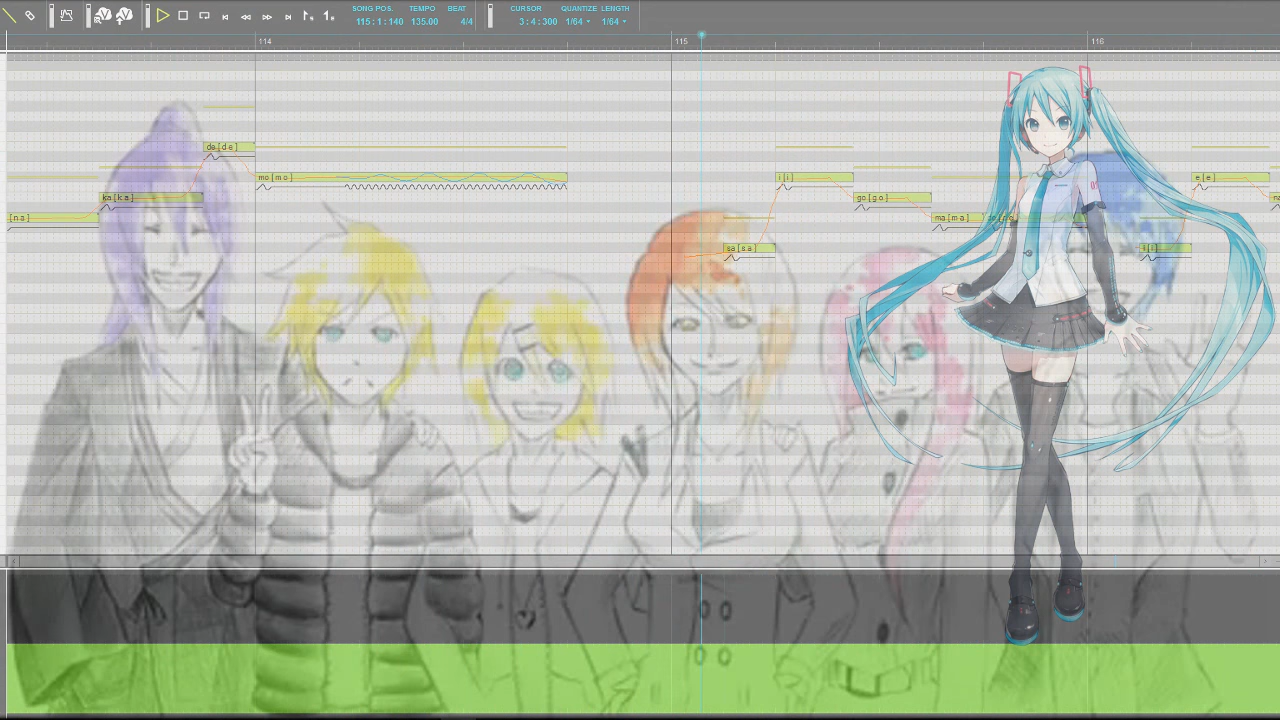 SONG POS. TEMPO BEAT CURSOR QUANTIZE LENGTH
115:1:140 135.00 4/4 3:4:300 1/64 1/64
114 115 116
de [d e]
mo [m o] i [i] e [e]
ka [k a] go [g o] na
[n a] ma [m a]
sa [s a]